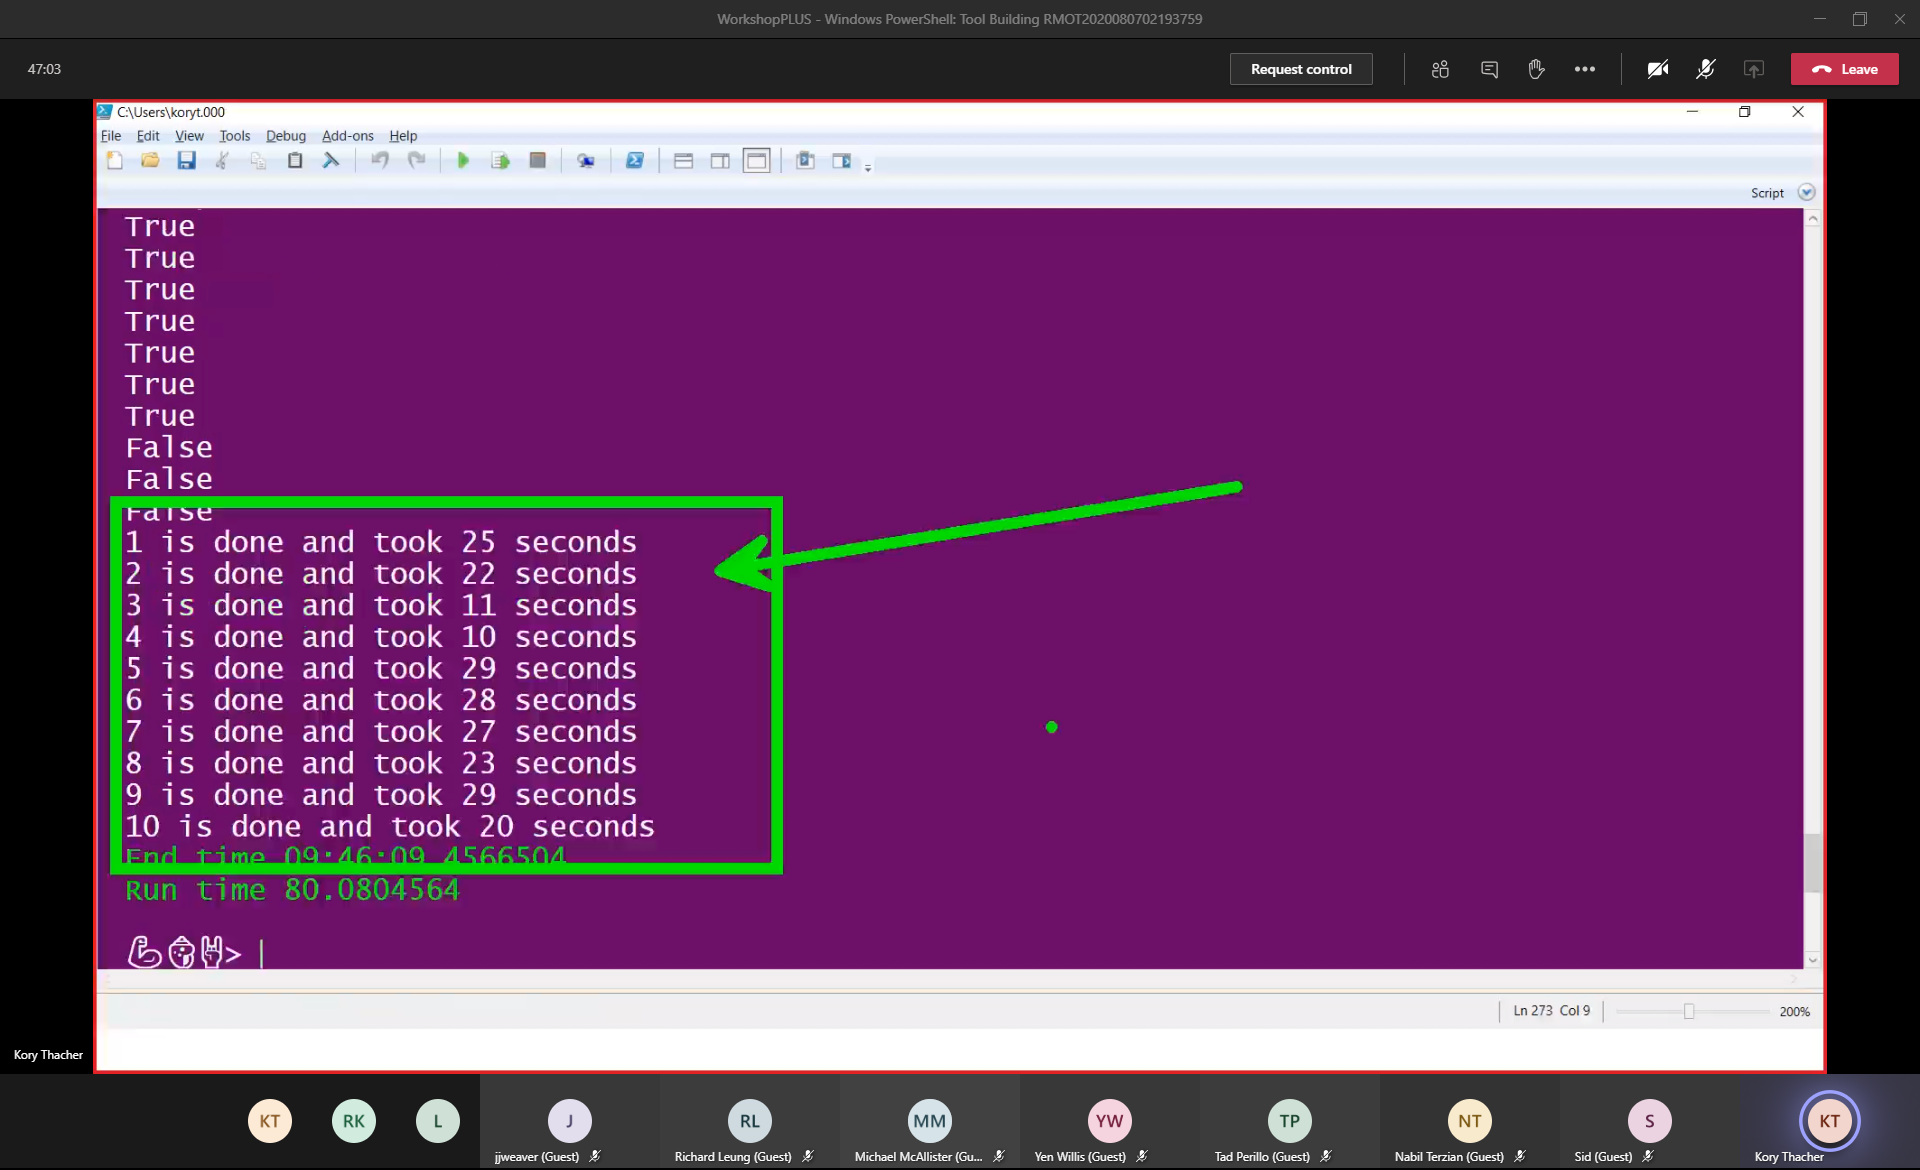 WorkshopPLUS - Windows PowerShell: Tool Building RMOT2020080702193759
47:03
Request control
Leave
C:\Users\koryt.000
File Edit View Tools Debug Add-ons Help
Script
True
True
True
True
True
True
True
False
False
False
1 is done and took 25 seconds
2 is done and took 22 seconds
3 is done and took 11 seconds
4 is done and took 10 seconds
5 is done and took 29 seconds
6 is done and took 28 seconds
7 is done and took 27 seconds
8 is done and took 23 seconds
9 is done and took 29 seconds
10 is done and took 20 seconds
End time 09:46:09.4566504
Run time 80.0804564
>
Ln 273 Col 9
200%
Kory Thacher
KT RK L J RL MM YW TP NT S KT
jjweaver (Guest) Richard Leung (Guest) Michael McAllister (Gu... Yen Willis (Guest) Tad Perillo (Guest) Nabil Terzian (Guest) Sid (Guest) Kory Thacher